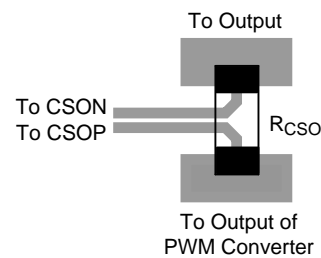 To Output
To CSON
To CSOP
RCSO
To Output of
PWM Converter